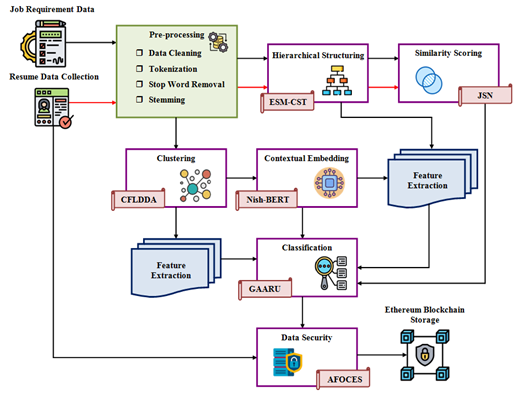 Job Requirement Data
Pre-processing
Data Cleaning
Tokenization
Stop Word Removal
Stemming
Hierarchical Structuring
ESM-CST
Similarity Scoring
JSN
Resume Data Collection
Clustering
CFLDDA
Contextual Embedding
Nish-BERT
Feature
Extraction
Feature
Extraction
Classification
GAARU
Data Security
AFOCES
Ethereum Blockchain
Storage